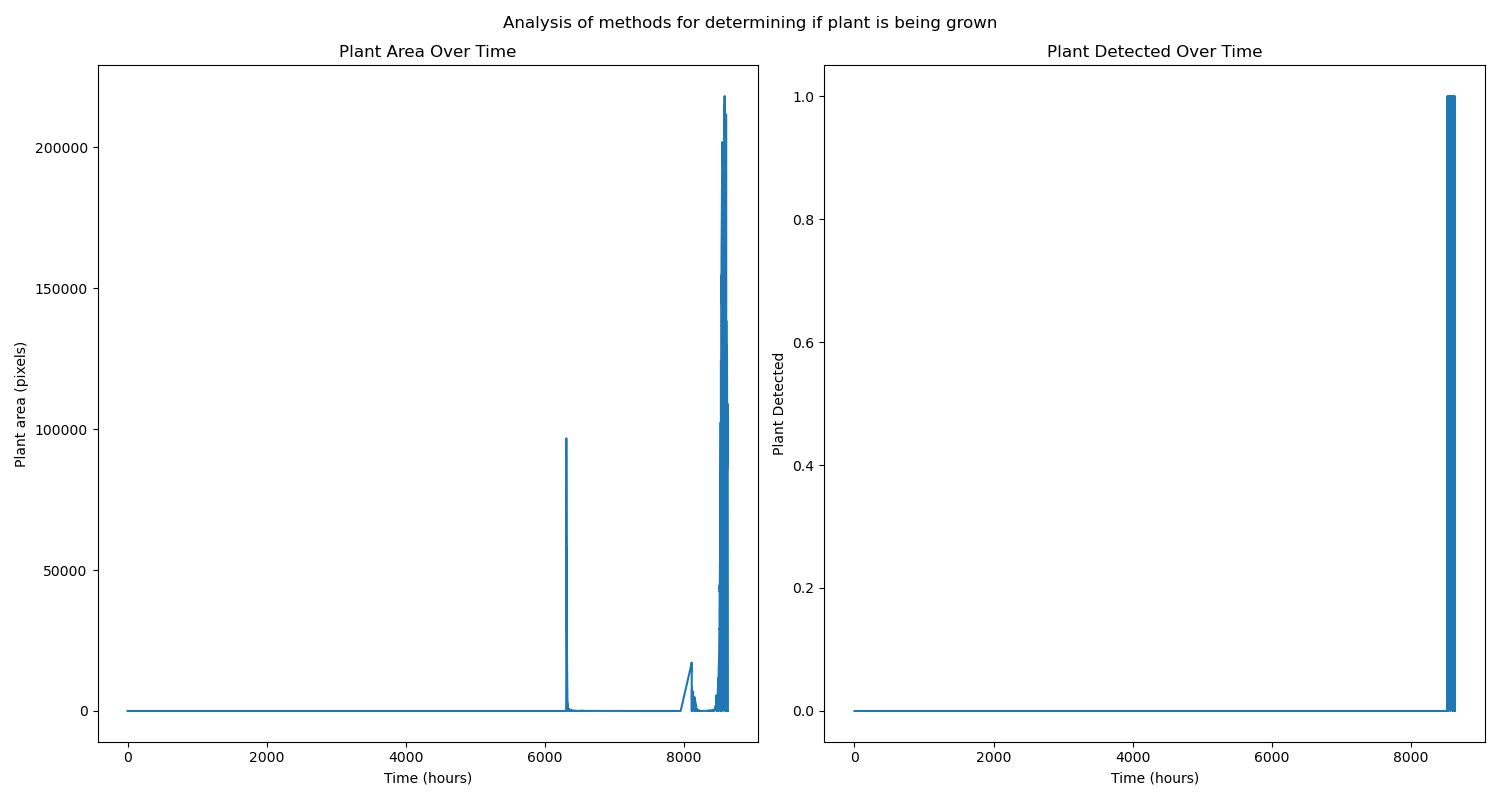 Analysis of methods for determining if plant is being grown
Plant Area Over Time
Plant area (pixels)
200000
150000
100000
50000
0
0 2000 4000 6000 8000
Time (hours)
Plant Detected Over Time
Plant Detected
1.0
0.8
0.6
0.4
0.2
0.0
0 2000 4000 6000 8000
Time (hours)